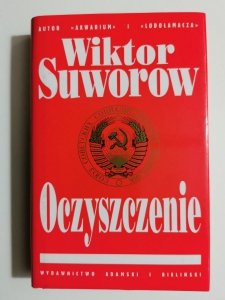 AUTOR »AKWARIUM« I »LODOŁAMACZA«
Wiktor
Suworow
Oczyszczenie
WYDAWNICTWO ADAMSKI I BIELIŃSKI